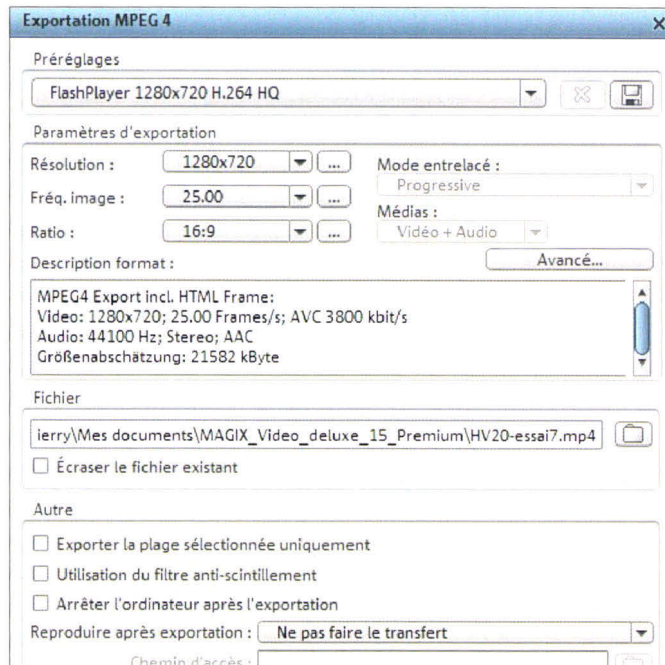 Exportation MPEG 4
Préréglages
FlashPlayer 1280x720 H.264 HQ
Paramètres d'exportation
Résolution : 1280x720 ... Mode entrelacé :
Progressive
Fréq. image : 25.00 ... Médias :
Vidéo + Audio
Ratio : 16:9 ...
Description format : Avancé...
MPEG4 Export incl. HTML Frame:
Video: 1280x720; 25.00 Frames/s; AVC 3800 kbit/s
Audio: 44100 Hz; Stereo; AAC
Größenabschätzung: 21582 kByte
Fichier
ierry\Mes documents\MAGIX_Video_deluxe_15_Premium\HV20-essai7.mp4
Écraser le fichier existant
Autre
Exporter la plage sélectionnée uniquement
Utilisation du filtre anti-scintillement
Arrêter l'ordinateur après l'exportation
Reproduire après exportation : Ne pas faire le transfert
Chemin d'accès :